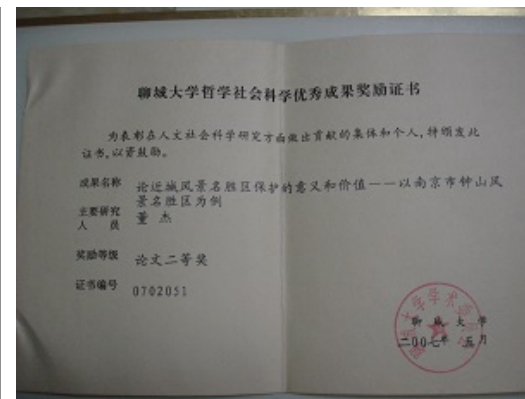 聊城大学哲学社会科学优秀成果奖励证书
为表彰在人文社会科学研究方面做出贡献的集体和个人，特颁发此
证书，以资鼓励。
成果名称 论近城风景名胜区保护的意义和价值——以南京市钟山风
景名胜区为例
主要研究
人 员 董 杰
奖励等级 论文二等奖
证书编号 0702051
聊 城 大 学
二00七年 五月